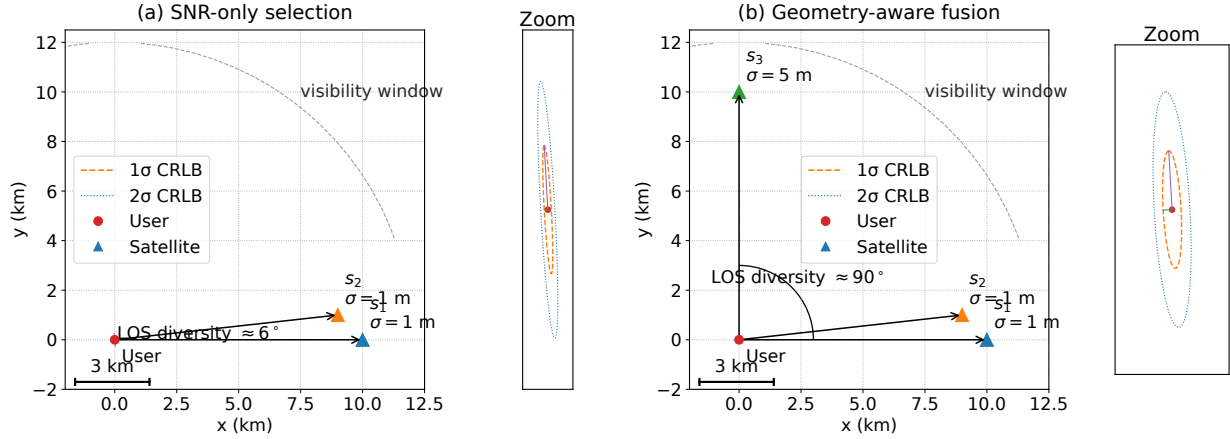 (a) SNR-only selection
12
10
8
6
4
2
0
−2
y (km)
visibility window
1σ CRLB
2σ CRLB
User
Satellite
s2
σ = 1 m
s1
σ = 1 m
LOS diversity ≈ 6°
User
3 km
0.0 2.5 5.0 7.5 10.0 12.5
x (km)
Zoom
(b) Geometry-aware fusion
12
10
8
6
4
2
0
−2
y (km)
s3
σ = 5 m
visibility window
1σ CRLB
2σ CRLB
User
Satellite
LOS diversity ≈ 90°
s2
σ = 1 m
s1
σ = 1 m
User
3 km
0.0 2.5 5.0 7.5 10.0 12.5
x (km)
Zoom